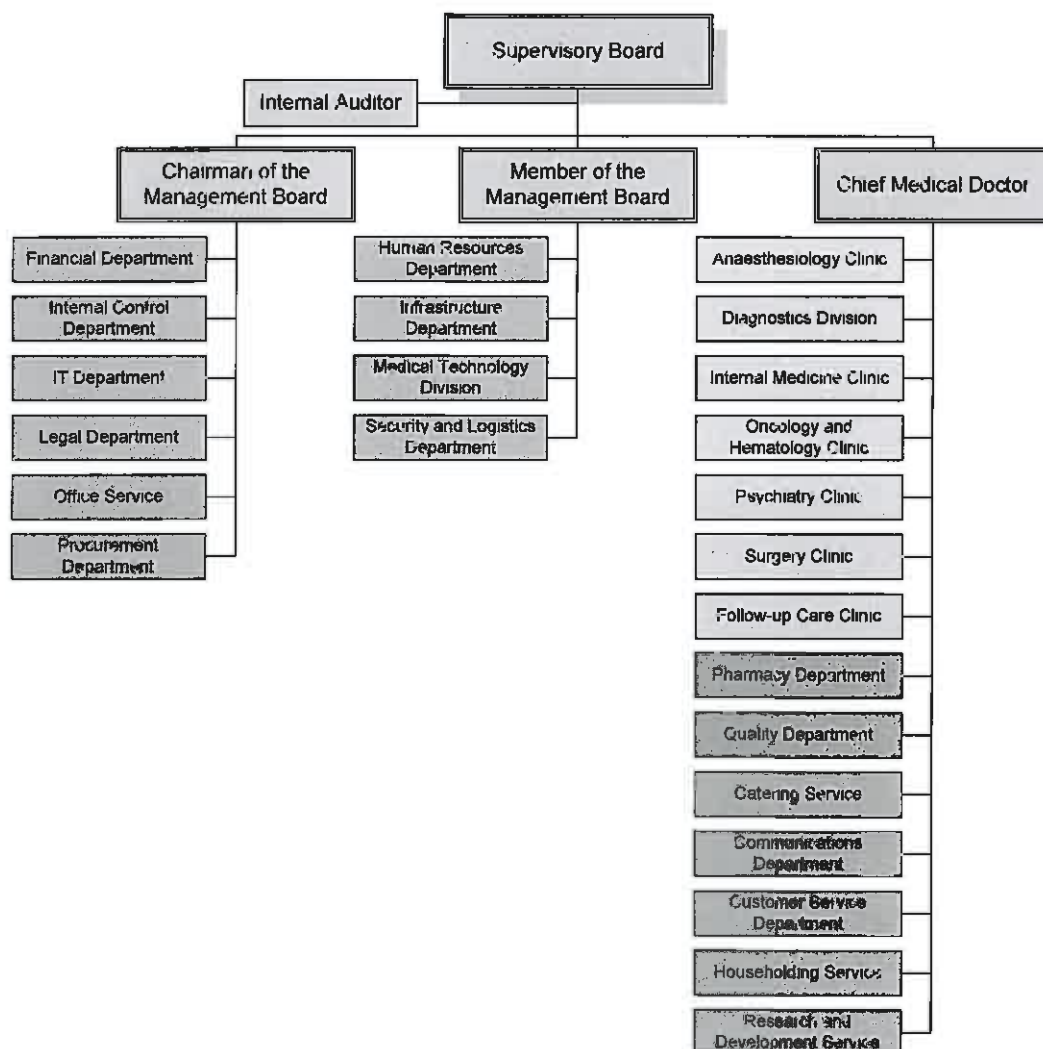 Supervisory Board
Internal Auditor
Chairman of the
Management Board
Member of the
Management Board
Chief Medical Doctor
Financial Department
Internal Control
Department
IT Department
Legal Department
Office Service
Procurement
Department
Human Resources
Department
Infrastructure
Department
Medical Technology
Division
Security and Logistics
Department
Anaesthesiology Clinic
Diagnostics Division
Internal Medicine Clinic
Oncology and
Hematology Clinic
Psychiatry Clinic
Surgery Clinic
Follow-up Care Clinic
Pharmacy Department
Quality Department
Catering Service
Communications
Department
Customer Service
Department
Householding Service
Research and
Development Service